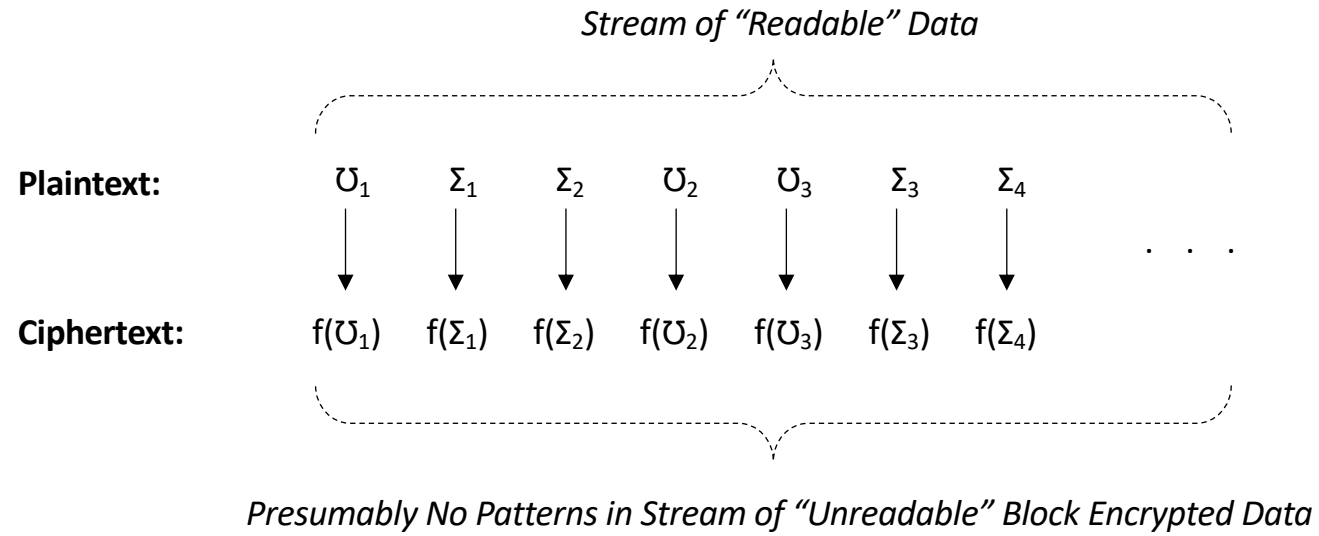 Stream of “Readable” Data
Plaintext: Ʊ₁ Σ₁ Σ₂ Ʊ₂ Ʊ₃ Σ₃ Σ₄
. . .
Ciphertext: f(Ʊ₁) f(Σ₁) f(Σ₂) f(Ʊ₂) f(Ʊ₃) f(Σ₃) f(Σ₄)
Presumably No Patterns in Stream of “Unreadable” Block Encrypted Data